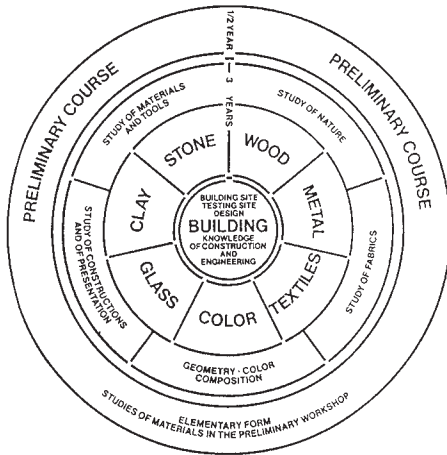 1/2 YEAR
PRELIMINARY COURSE
PRELIMINARY COURSE
3 YEARS
STUDY OF MATERIALS
AND TOOLS
STUDY OF NATURE
STONE
WOOD
CLAY
METAL
BUILDING SITE
TESTING SITE
DESIGN
BUILDING
KNOWLEDGE
OF CONSTRUCTION
AND
ENGINEERING
STUDY OF CONSTRUCTIONS
AND OF PRESENTATION
STUDY OF FABRICS
GLASS
COLOR
TEXTILES
GEOMETRY · COLOR
COMPOSITION
ELEMENTARY FORM
STUDIES OF MATERIALS IN THE PRELIMINARY WORKSHOP